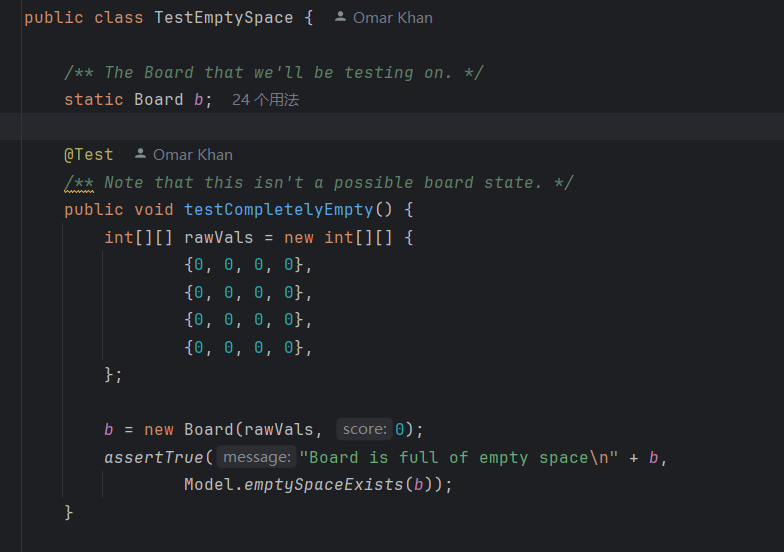 public class TestEmptySpace {  Omar Khan
/** The Board that we'll be testing on. */
static Board b;  24 个用法
@Test  Omar Khan
/** Note that this isn't a possible board state. */
public void testCompletelyEmpty() {
int[][] rawVals = new int[][] {
{0, 0, 0, 0},
{0, 0, 0, 0},
{0, 0, 0, 0},
{0, 0, 0, 0},
};
b = new Board(rawVals, score: 0);
assertTrue( message: "Board is full of empty space\n" + b,
Model.emptySpaceExists(b));
}